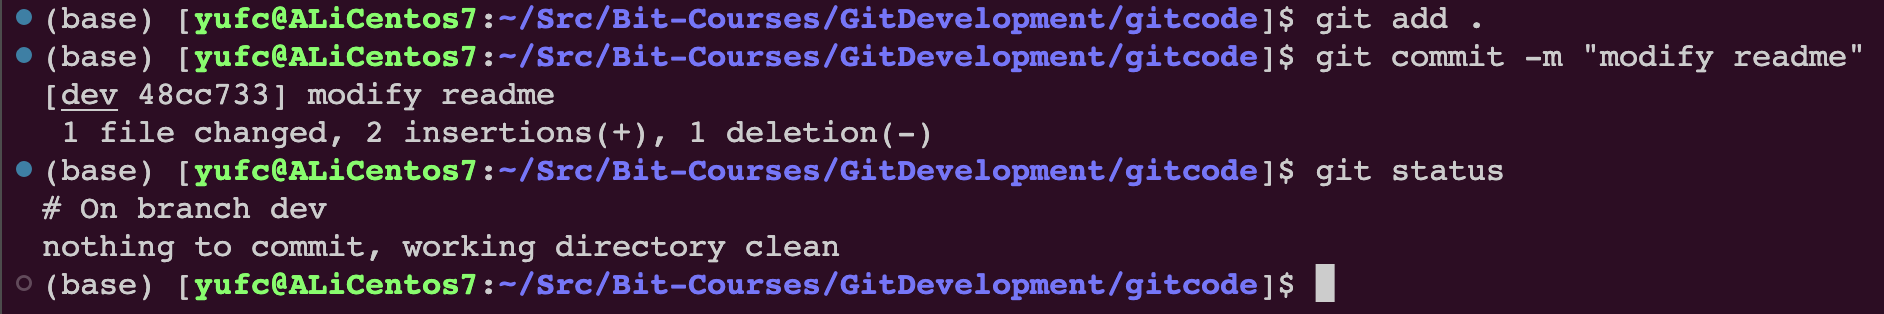 (base) [yufc@ALiCentos7:~/Src/Bit-Courses/GitDevelopment/gitcode]$ git add .
(base) [yufc@ALiCentos7:~/Src/Bit-Courses/GitDevelopment/gitcode]$ git commit -m "modify readme"
[dev 48cc733] modify readme
 1 file changed, 2 insertions(+), 1 deletion(-)
(base) [yufc@ALiCentos7:~/Src/Bit-Courses/GitDevelopment/gitcode]$ git status
# On branch dev
nothing to commit, working directory clean
(base) [yufc@ALiCentos7:~/Src/Bit-Courses/GitDevelopment/gitcode]$